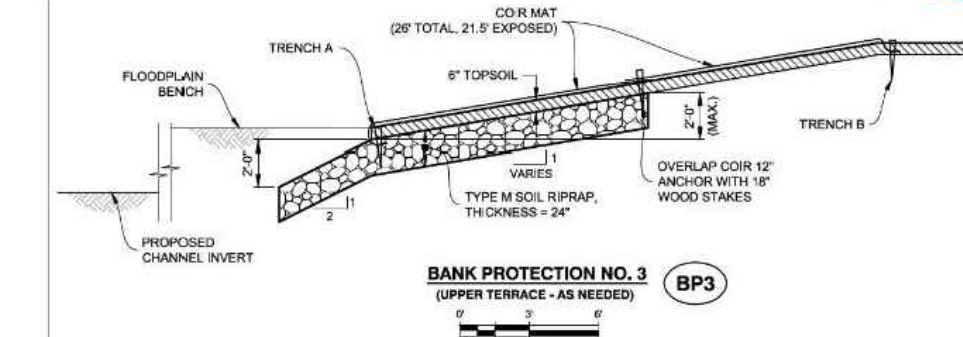 COIR MAT
(26' TOTAL, 21.5' EXPOSED)
TRENCH A
FLOODPLAIN
BENCH
6" TOPSOIL
2'-0"
(MAX.)
TRENCH B
2'-0"
1
VARIES
OVERLAP COIR 12"
ANCHOR WITH 18"
WOOD STAKES
TYPE M SOIL RIPRAP,
THICKNESS = 24"
1
2
PROPOSED
CHANNEL INVERT
BANK PROTECTION NO. 3
(UPPER TERRACE - AS NEEDED)
BP3
0' 3' 6'